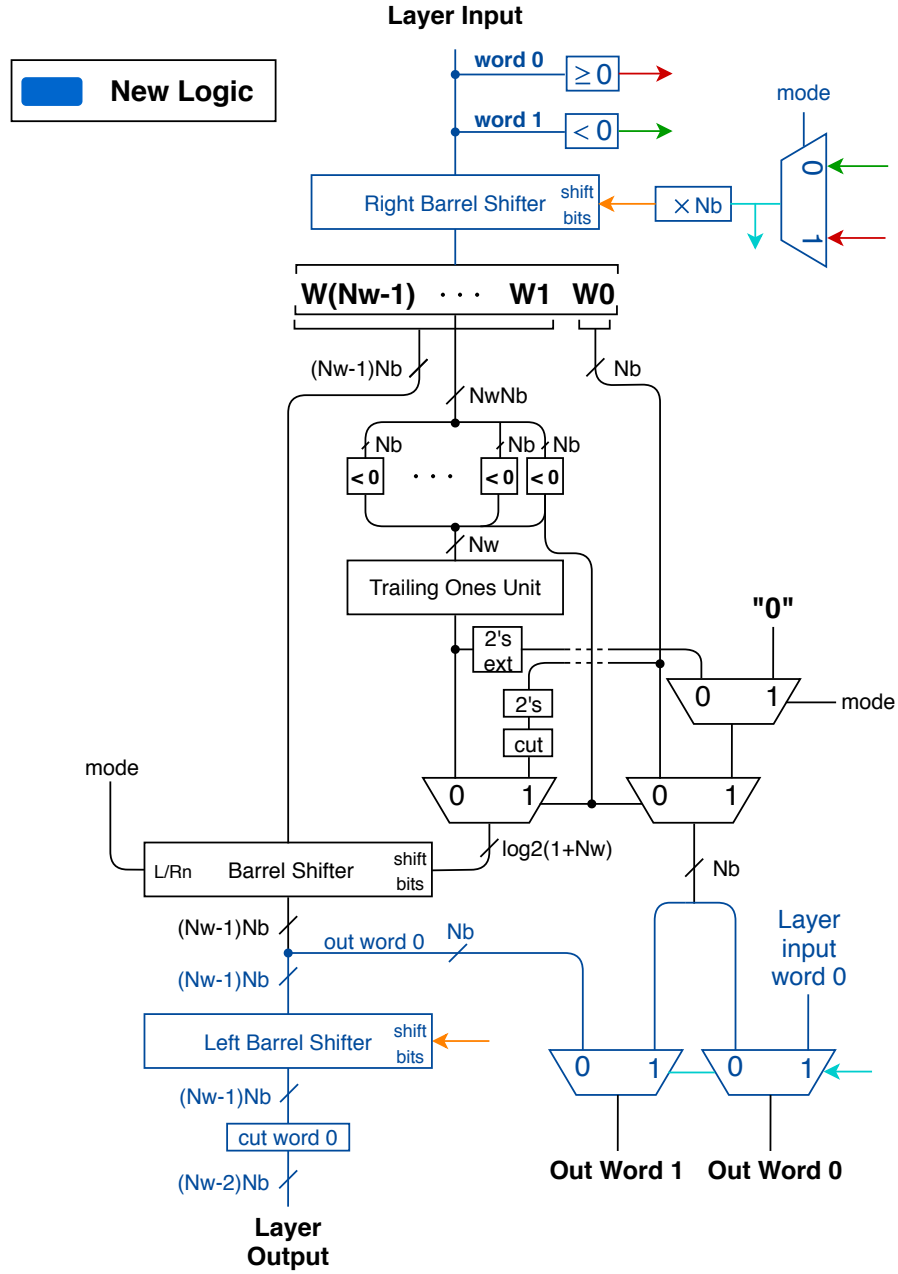 Layer Input
New Logic
word 0
≥ 0
mode
word 1
< 0
0
Right Barrel Shifter
shift
bits
× Nb
1
W(Nw-1) · · · W1 W0
(Nw-1)Nb
Nb
NwNb
Nb
Nb
Nb
< 0
· · ·
< 0
< 0
Nw
Trailing Ones Unit
"0"
2's
ext
0
1
mode
2's
cut
mode
0
1
0
1
log2(1+Nw)
L/Rn
Barrel Shifter
shift
bits
Nb
(Nw-1)Nb
out word 0
Nb
Layer
input
word 0
(Nw-1)Nb
Left Barrel Shifter
shift
bits
0
1
0
1
(Nw-1)Nb
cut word 0
Out Word 1
Out Word 0
(Nw-2)Nb
Layer
Output